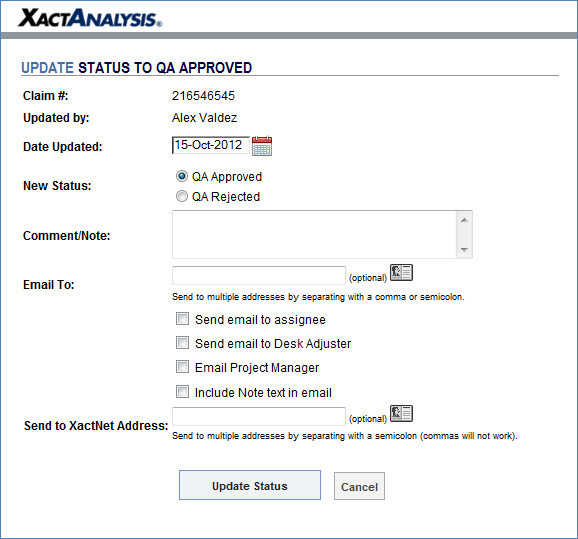 XACTANALYSIS®
UPDATE STATUS TO QA APPROVED
Claim #: 216546545
Updated by: Alex Valdez
Date Updated: 15-Oct-2012
New Status: QA Approved
QA Rejected
Comment/Note:
Email To: (optional)
Send to multiple addresses by separating with a comma or semicolon.
Send email to assignee
Send email to Desk Adjuster
Email Project Manager
Include Note text in email
Send to XactNet Address: (optional)
Send to multiple addresses by separating with a semicolon (commas will not work).
Update Status Cancel